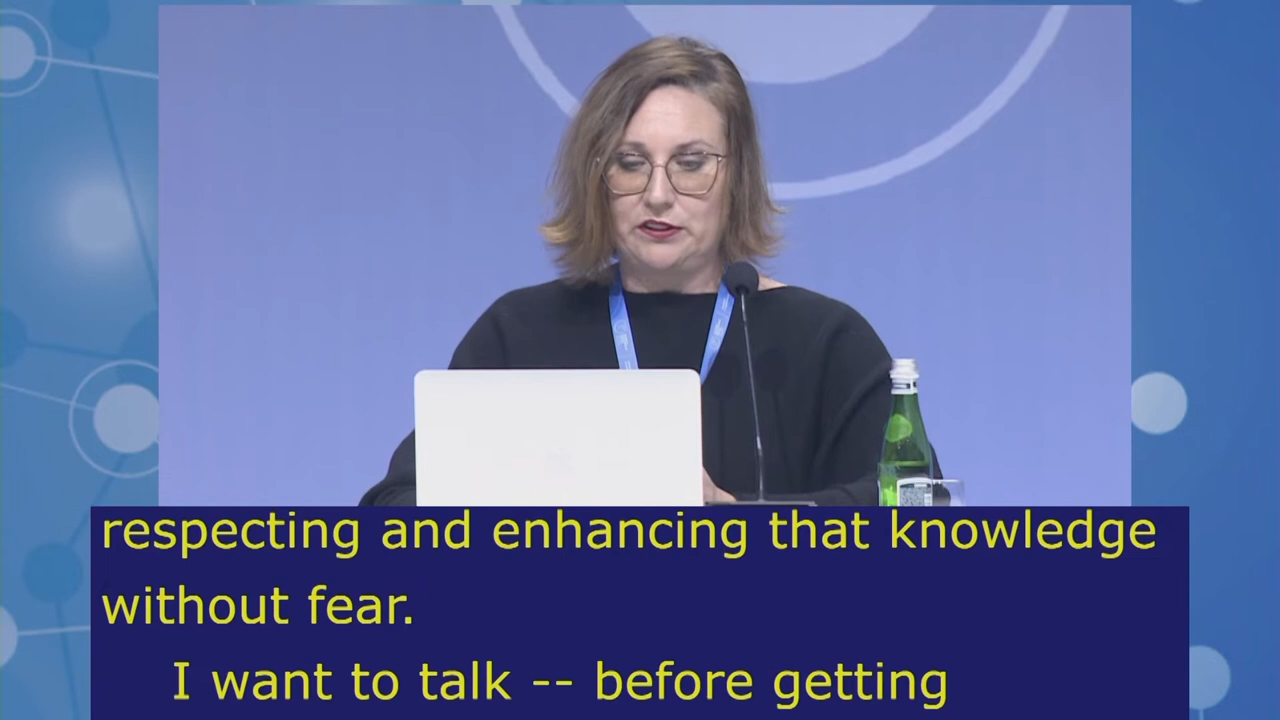 respecting and enhancing that knowledge
without fear.
I want to talk -- before getting